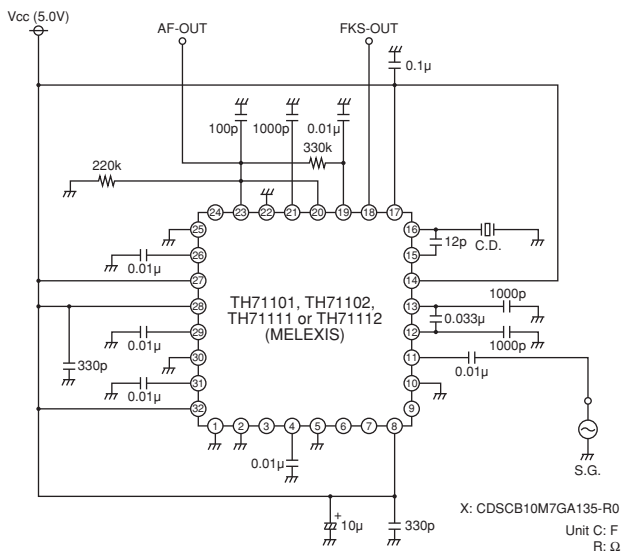 Vcc (5.0V)
AF-OUT
FKS-OUT
0.1µ
100p
1000p
0.01µ
330k
220k
24
23
22
21
20
19
18
17
25
16
12p
C.D.
26
0.01µ
15
27
14
TH71101, TH71102,
TH71111 or TH71112
(MELEXIS)
28
13
1000p
0.033µ
29
0.01µ
12
1000p
330p
30
11
0.01µ
31
0.01µ
10
32
9
1
2
3
4
5
6
7
8
0.01µ
S.G.
+
10µ
330p
X: CDSCB10M7GA135-R0
Unit C: F
R: Ω